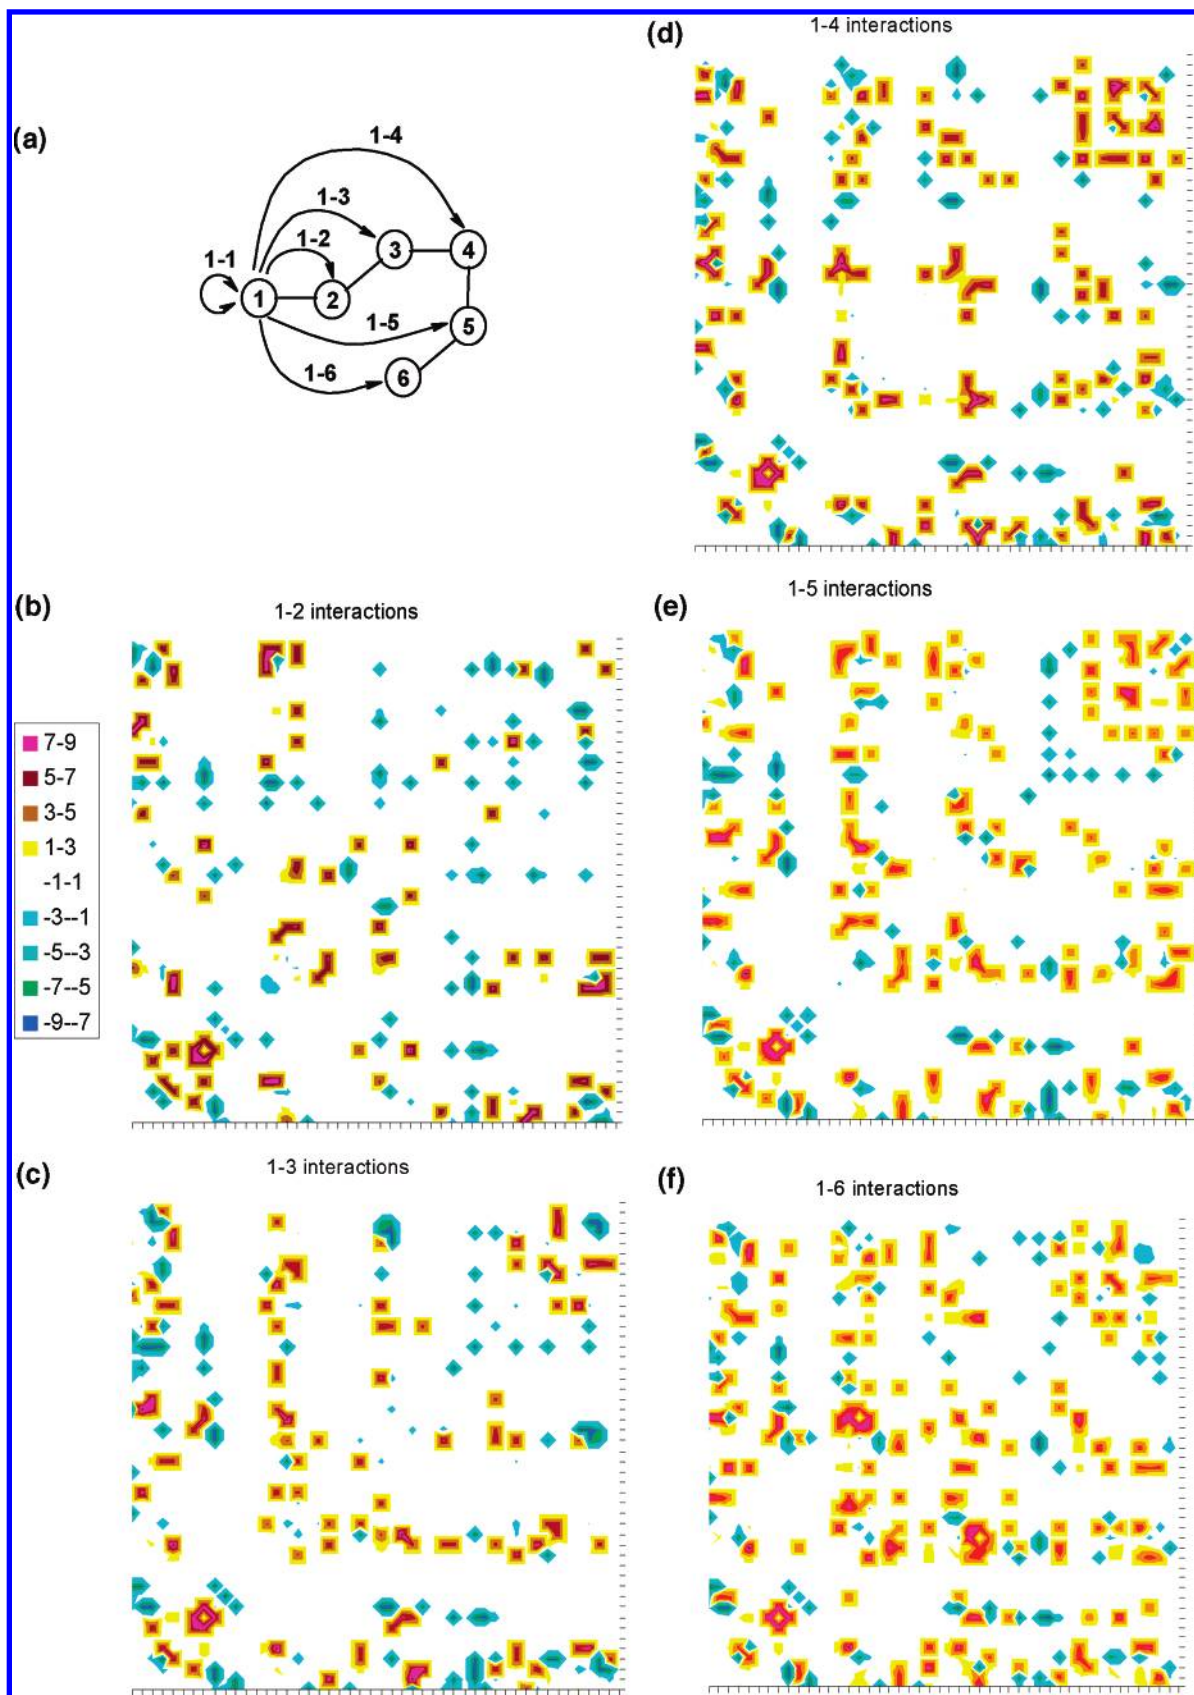 (a)
1-4
1-3
1-2
1-1
1 2 3 4
1-5
5
1-6
6
(d)
1-4 interactions
(b)
1-2 interactions
7-9
5-7
3-5
1-3
-1-1
-3--1
-5--3
-7--5
-9--7
(e)
1-5 interactions
(c)
1-3 interactions
(f)
1-6 interactions